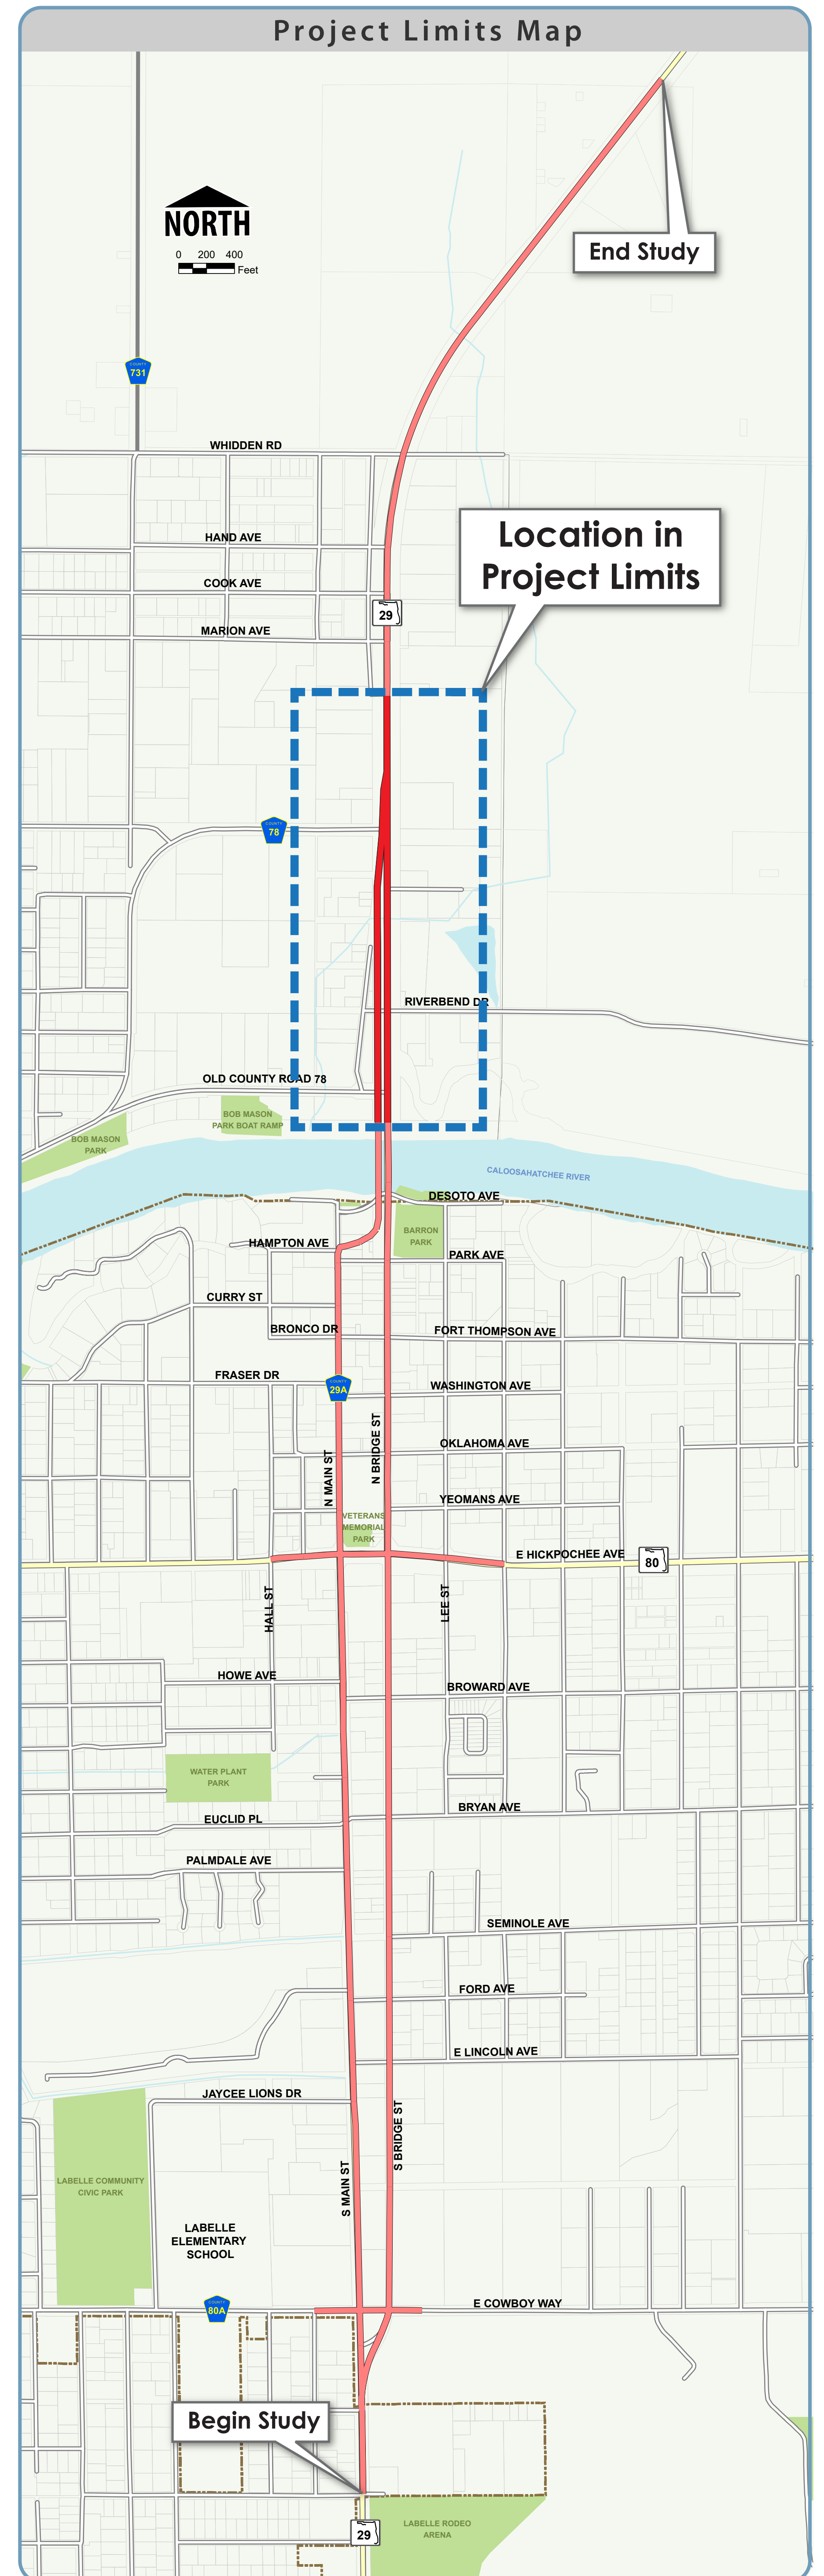 Project Limits Map
End Study
NORTH
0 200 400
Feet
COUNTY
731
WHIDDEN RD
Location in
Project Limits
HAND AVE
COOK AVE
29
MARION AVE
COUNTY
78
RIVERBEND DR
OLD COUNTY ROAD 78
BOB MASON
PARK BOAT RAMP
BOB MASON
PARK
CALOOSAHATCHEE RIVER
DESOTO AVE
BARRON
PARK
HAMPTON AVE
PARK AVE
CURRY ST
BRONCO DR
FORT THOMPSON AVE
FRASER DR
COUNTY
29A
WASHINGTON AVE
N BRIDGE ST
OKLAHOMA AVE
N MAIN ST
YEOMANS AVE
VETERANS
MEMORIAL
PARK
E HICKPOCHEE AVE
80
HALL ST
LEE ST
HOWE AVE
BROWARD AVE
WATER PLANT
PARK
BRYAN AVE
EUCLID PL
PALMDALE AVE
SEMINOLE AVE
FORD AVE
E LINCOLN AVE
JAYCEE LIONS DR
S BRIDGE ST
S MAIN ST
LABELLE COMMUNITY
CIVIC PARK
LABELLE
ELEMENTARY
SCHOOL
COUNTY
80A
E COWBOY WAY
Begin Study
29
LABELLE RODEO
ARENA